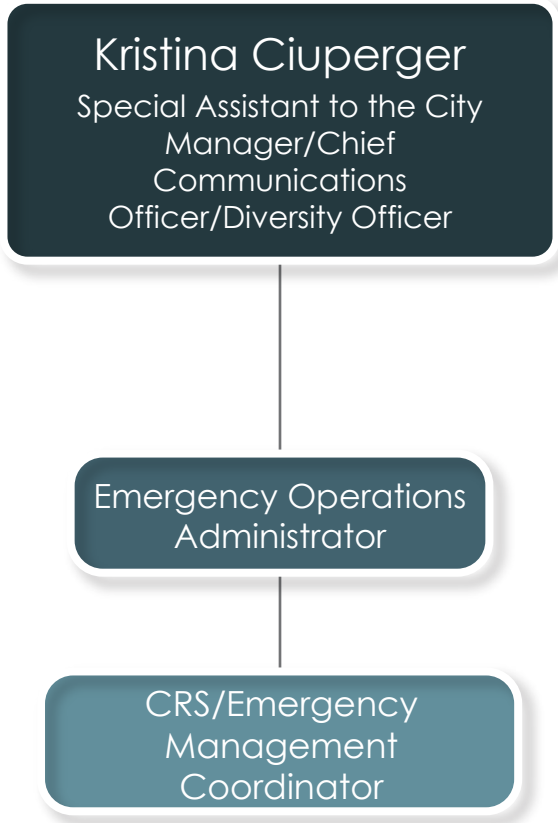 Kristina Ciuperger
Special Assistant to the City
Manager/Chief
Communications
Officer/Diversity Officer
Emergency Operations
Administrator
CRS/Emergency
Management
Coordinator